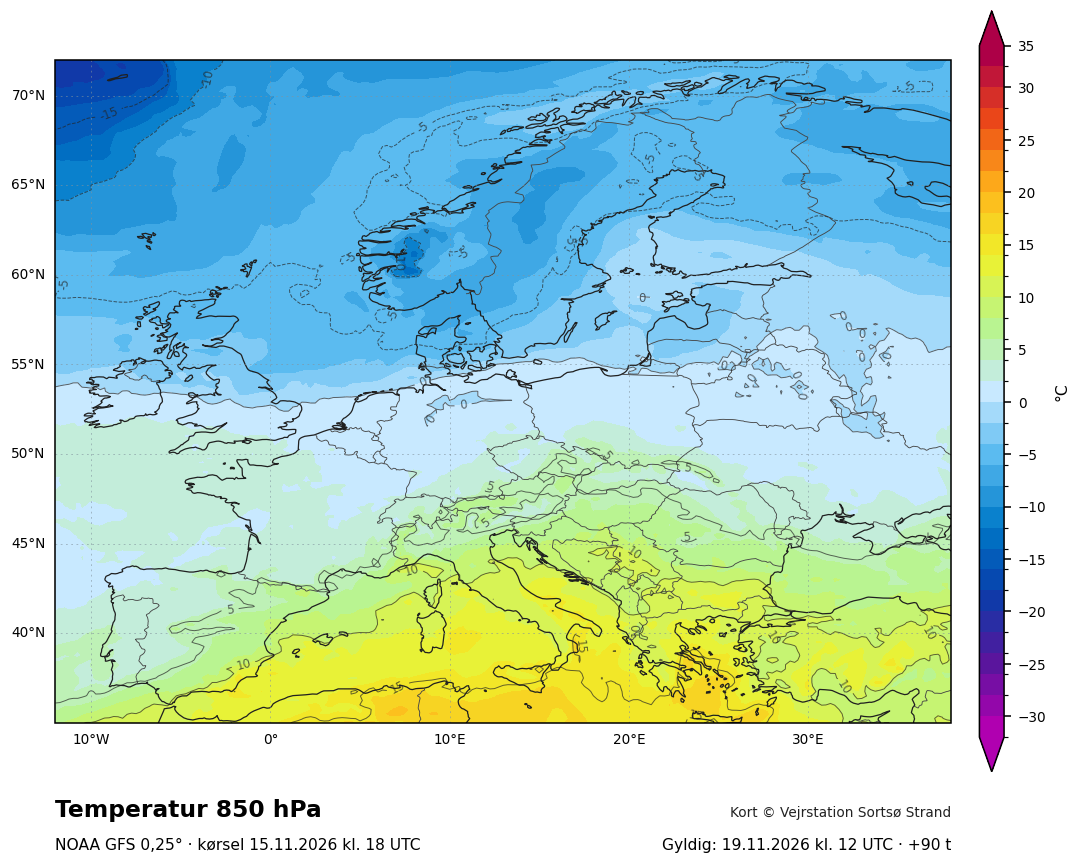 70°N
65°N
60°N
55°N
50°N
45°N
40°N
10°W
0°
10°E
20°E
30°E
35
30
25
20
15
10
5
0
−5
−10
−15
−20
−25
−30
°C
Temperatur 850 hPa
Kort © Vejrstation Sortsø Strand
NOAA GFS 0,25° · kørsel 15.11.2026 kl. 18 UTC
Gyldig: 19.11.2026 kl. 12 UTC · +90 t